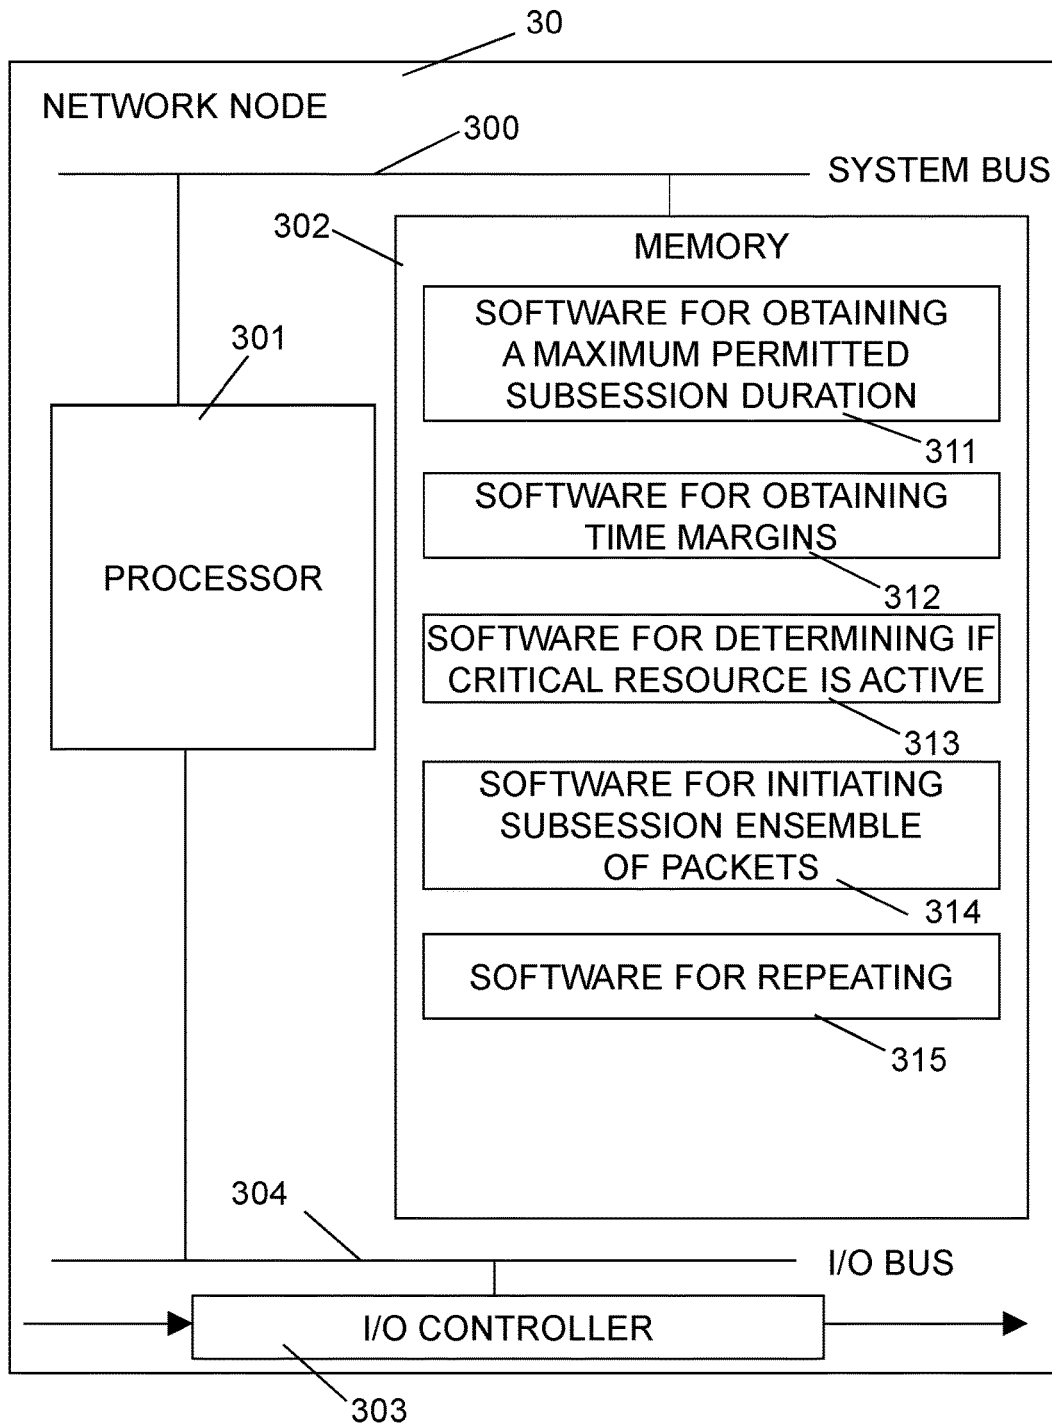 30
NETWORK NODE
300
SYSTEM BUS
302
MEMORY
SOFTWARE FOR OBTAINING
A MAXIMUM PERMITTED
SUBSESSION DURATION
301
311
SOFTWARE FOR OBTAINING
TIME MARGINS
PROCESSOR
312
SOFTWARE FOR DETERMINING IF
CRITICAL RESOURCE IS ACTIVE
313
SOFTWARE FOR INITIATING
SUBSESSION ENSEMBLE
OF PACKETS
314
SOFTWARE FOR REPEATING
315
304
I/O BUS
I/O CONTROLLER
303